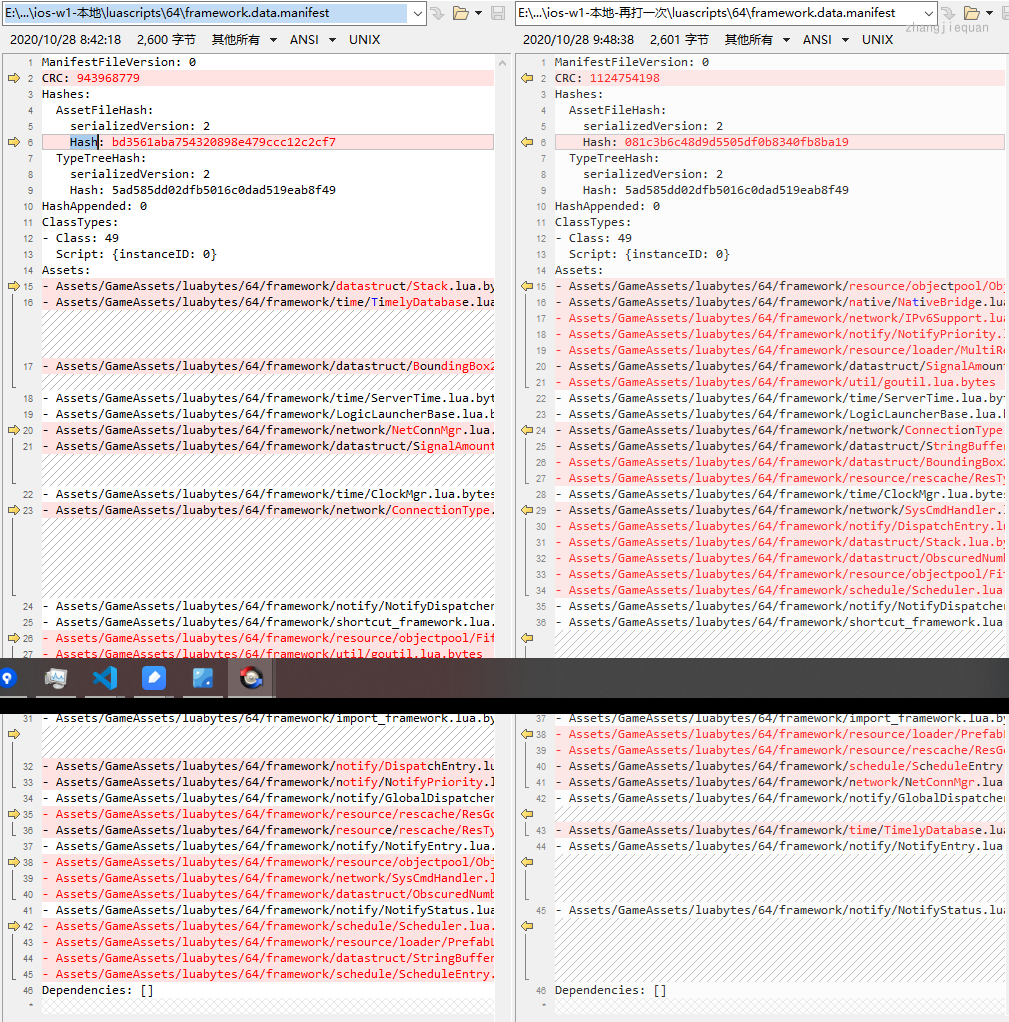 E:\...\ios-w1-本地\luascripts\64\framework.data.manifest
2020/10/28 8:42:18 2,600 字节 其他所有 ANSI UNIX
1 ManifestFileVersion: 0
2 CRC: 943968779
3 Hashes:
4 AssetFileHash:
5 serializedVersion: 2
6 Hash: bd3561aba754320898e479ccc12c2cf7
7 TypeTreeHash:
8 serializedVersion: 2
9 Hash: 5ad585dd02dfb5016c0dad519eab8f49
10 HashAppended: 0
11 ClassTypes:
12 - Class: 49
13 Script: {instanceID: 0}
14 Assets:
15 - Assets/GameAssets/luabytes/64/framework/datastruct/Stack.lua.by
16 - Assets/GameAssets/luabytes/64/framework/time/TimelyDatabase.lua
17 - Assets/GameAssets/luabytes/64/framework/datastruct/BoundingBox2
18 - Assets/GameAssets/luabytes/64/framework/time/ServerTime.lua.byt
19 - Assets/GameAssets/luabytes/64/framework/LogicLauncherBase.lua.b
20 - Assets/GameAssets/luabytes/64/framework/network/NetConnMgr.lua.
21 - Assets/GameAssets/luabytes/64/framework/datastruct/SignalAmount
22 - Assets/GameAssets/luabytes/64/framework/time/ClockMgr.lua.bytes
23 - Assets/GameAssets/luabytes/64/framework/network/ConnectionType.
24 - Assets/GameAssets/luabytes/64/framework/notify/NotifyDispatcher
25 - Assets/GameAssets/luabytes/64/framework/shortcut_framework.lua.
26 - Assets/GameAssets/luabytes/64/framework/resource/objectpool/Fif
27 - Assets/GameAssets/luabytes/64/framework/util/goutil.lua.bytes
31 - Assets/GameAssets/luabytes/64/framework/import_framework.lua.by
32 - Assets/GameAssets/luabytes/64/framework/notify/DispatchEntry.lu
33 - Assets/GameAssets/luabytes/64/framework/notify/NotifyPriority.l
34 - Assets/GameAssets/luabytes/64/framework/notify/GlobalDispatcher
35 - Assets/GameAssets/luabytes/64/framework/resource/rescache/ResGo
36 - Assets/GameAssets/luabytes/64/framework/resource/rescache/ResTy
37 - Assets/GameAssets/luabytes/64/framework/notify/NotifyEntry.lua.
38 - Assets/GameAssets/luabytes/64/framework/resource/objectpool/Obj
39 - Assets/GameAssets/luabytes/64/framework/network/SysCmdHandler.l
40 - Assets/GameAssets/luabytes/64/framework/datastruct/ObscuredNumb
41 - Assets/GameAssets/luabytes/64/framework/notify/NotifyStatus.lua
42 - Assets/GameAssets/luabytes/64/framework/schedule/Scheduler.lua.
43 - Assets/GameAssets/luabytes/64/framework/resource/loader/PrefabL
44 - Assets/GameAssets/luabytes/64/framework/datastruct/StringBuffer
45 - Assets/GameAssets/luabytes/64/framework/schedule/ScheduleEntry.
46 Dependencies: []
E:\...\ios-w1-本地-再打一次\luascripts\64\framework.data.manifest
zhangjiequan
2020/10/28 9:48:38 2,601 字节 其他所有 ANSI UNIX
1 ManifestFileVersion: 0
2 CRC: 1124754198
3 Hashes:
4 AssetFileHash:
5 serializedVersion: 2
6 Hash: 081c3b6c48d9d5505df0b8340fb8ba19
7 TypeTreeHash:
8 serializedVersion: 2
9 Hash: 5ad585dd02dfb5016c0dad519eab8f49
10 HashAppended: 0
11 ClassTypes:
12 - Class: 49
13 Script: {instanceID: 0}
14 Assets:
15 - Assets/GameAssets/luabytes/64/framework/resource/objectpool/Obj
16 - Assets/GameAssets/luabytes/64/framework/native/NativeBridge.lua
17 - Assets/GameAssets/luabytes/64/framework/network/IPv6Support.lua
18 - Assets/GameAssets/luabytes/64/framework/notify/NotifyPriority.l
19 - Assets/GameAssets/luabytes/64/framework/resource/loader/MultiRe
20 - Assets/GameAssets/luabytes/64/framework/datastruct/SignalAmount
21 - Assets/GameAssets/luabytes/64/framework/util/goutil.lua.bytes
22 - Assets/GameAssets/luabytes/64/framework/time/ServerTime.lua.byt
23 - Assets/GameAssets/luabytes/64/framework/LogicLauncherBase.lua.b
24 - Assets/GameAssets/luabytes/64/framework/network/ConnectionType
25 - Assets/GameAssets/luabytes/64/framework/datastruct/StringBuffer
26 - Assets/GameAssets/luabytes/64/framework/datastruct/BoundingBox2
27 - Assets/GameAssets/luabytes/64/framework/resource/rescache/ResTy
28 - Assets/GameAssets/luabytes/64/framework/time/ClockMgr.lua.bytes
29 - Assets/GameAssets/luabytes/64/framework/network/SysCmdHandler.l
30 - Assets/GameAssets/luabytes/64/framework/notify/DispatchEntry.lu
31 - Assets/GameAssets/luabytes/64/framework/datastruct/Stack.lua.by
32 - Assets/GameAssets/luabytes/64/framework/datastruct/ObscuredNumb
33 - Assets/GameAssets/luabytes/64/framework/resource/objectpool/Fif
34 - Assets/GameAssets/luabytes/64/framework/schedule/Scheduler.lua
35 - Assets/GameAssets/luabytes/64/framework/notify/NotifyDispatcher
36 - Assets/GameAssets/luabytes/64/framework/shortcut_framework.lua
37 - Assets/GameAssets/luabytes/64/framework/import_framework.lua.by
38 - Assets/GameAssets/luabytes/64/framework/resource/loader/PrefabL
39 - Assets/GameAssets/luabytes/64/framework/resource/rescache/ResGo
40 - Assets/GameAssets/luabytes/64/framework/schedule/ScheduleEntry
41 - Assets/GameAssets/luabytes/64/framework/network/NetConnMgr.lua
42 - Assets/GameAssets/luabytes/64/framework/notify/GlobalDispatcher
43 - Assets/GameAssets/luabytes/64/framework/time/TimelyDatabase.lua
44 - Assets/GameAssets/luabytes/64/framework/notify/NotifyEntry.lua
45 - Assets/GameAssets/luabytes/64/framework/notify/NotifyStatus.lua
46 Dependencies: []